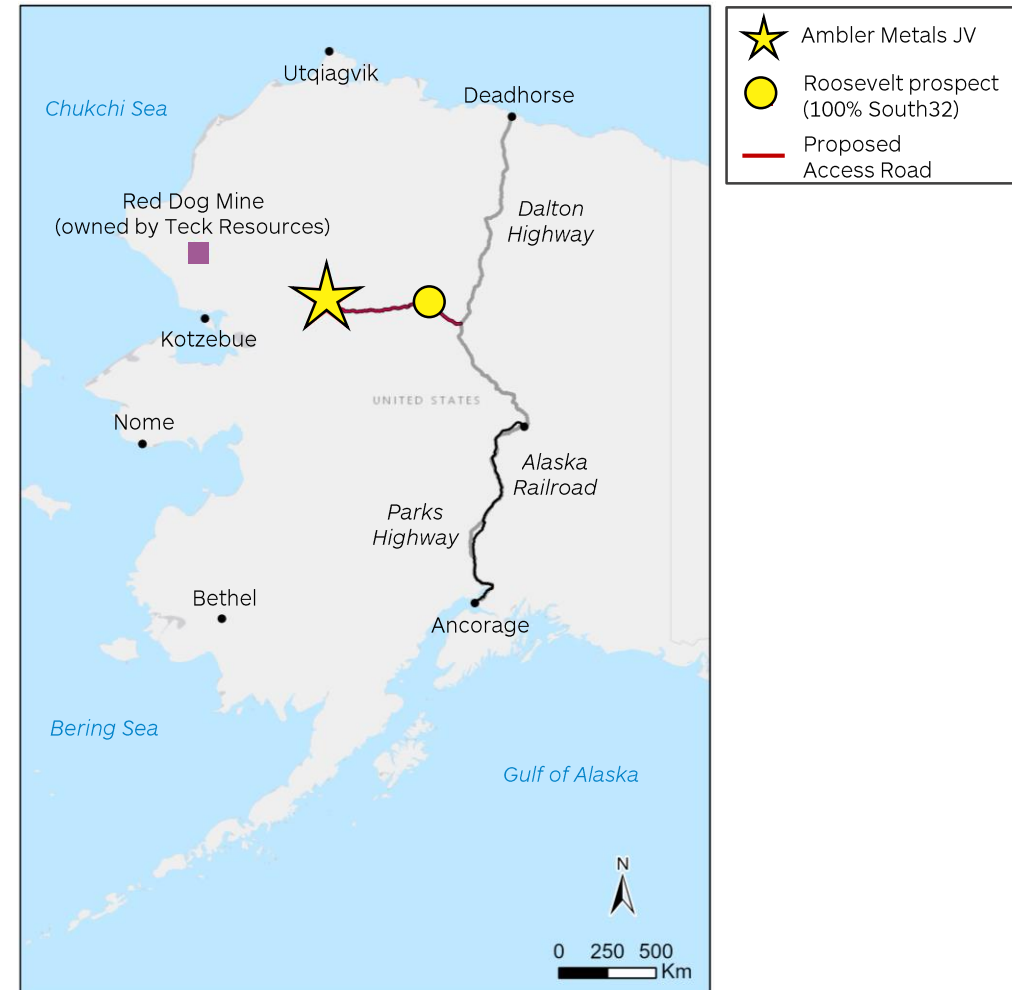 Utqiagvik
Deadhorse
Chukchi Sea
Red Dog Mine
(owned by Teck Resources)
Dalton
Highway
Kotzebue
UNITED STATES
Nome
Alaska
Railroad
Parks
Highway
Bethel
Ancorage
Bering Sea
Gulf of Alaska
N
0 250 500
Km
Ambler Metals JV
Roosevelt prospect
(100% South32)
Proposed
Access Road